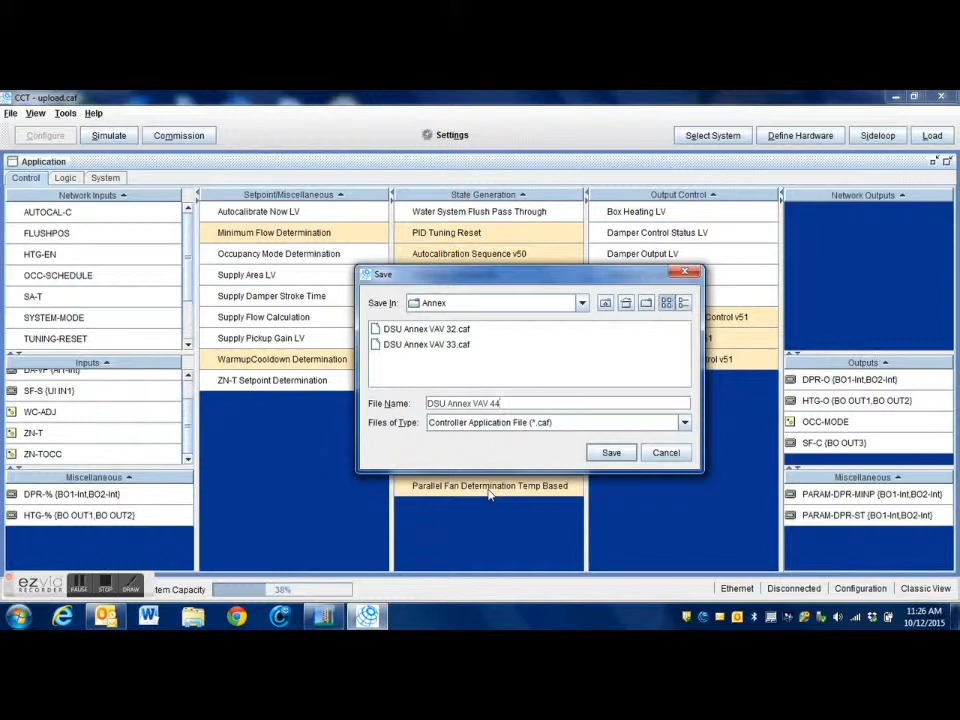 CCT - upload.caf
File View Tools Help
Configure Simulate Commission Settings Select System Define Hardware Sideloop Load
Application
Control Logic System
Network Inputs
AUTOCAL-C
FLUSHPOS
HTG-EN
OCC-SCHEDULE
SA-T
SYSTEM-MODE
TUNING-RESET
Inputs
SF-S {UI IN1}
WC-ADJ
ZN-T
ZN-TOCC
Miscellaneous
DPR-% {BO1-Int,BO2-Int}
HTG-% {BO OUT1,BO OUT2}
Setpoint/Miscellaneous
Autocalibrate Now LV
Minimum Flow Determination
Occupancy Mode Determination
Supply Area LV
Supply Damper Stroke Time
Supply Flow Calculation
Supply Pickup Gain LV
WarmupCooldown Determination
ZN-T Setpoint Determination
State Generation
Water System Flush Pass Through
PID Tuning Reset
Autocalibration Sequence v50
Parallel Fan Determination Temp Based
Output Control
Box Heating LV
Damper Control Status LV
Damper Output LV
Control v51
ol v51
Network Outputs
Outputs
DPR-O {BO1-Int,BO2-Int}
HTG-O {BO OUT1,BO OUT2}
OCC-MODE
SF-C {BO OUT3}
Miscellaneous
PARAM-DPR-MINP {BO1-Int,BO2-Int}
PARAM-DPR-ST {BO1-Int,BO2-Int}
Save
Save In: Annex
DSU Annex VAV 32.caf
DSU Annex VAV 33.caf
File Name: DSU Annex VAV 44
Files of Type: Controller Application File (*.caf)
Save Cancel
ezvid
RECORDER
PAUSE STOP DRAW
tem Capacity 38% Ethernet Disconnected Configuration Classic View
11:26 AM
10/12/2015